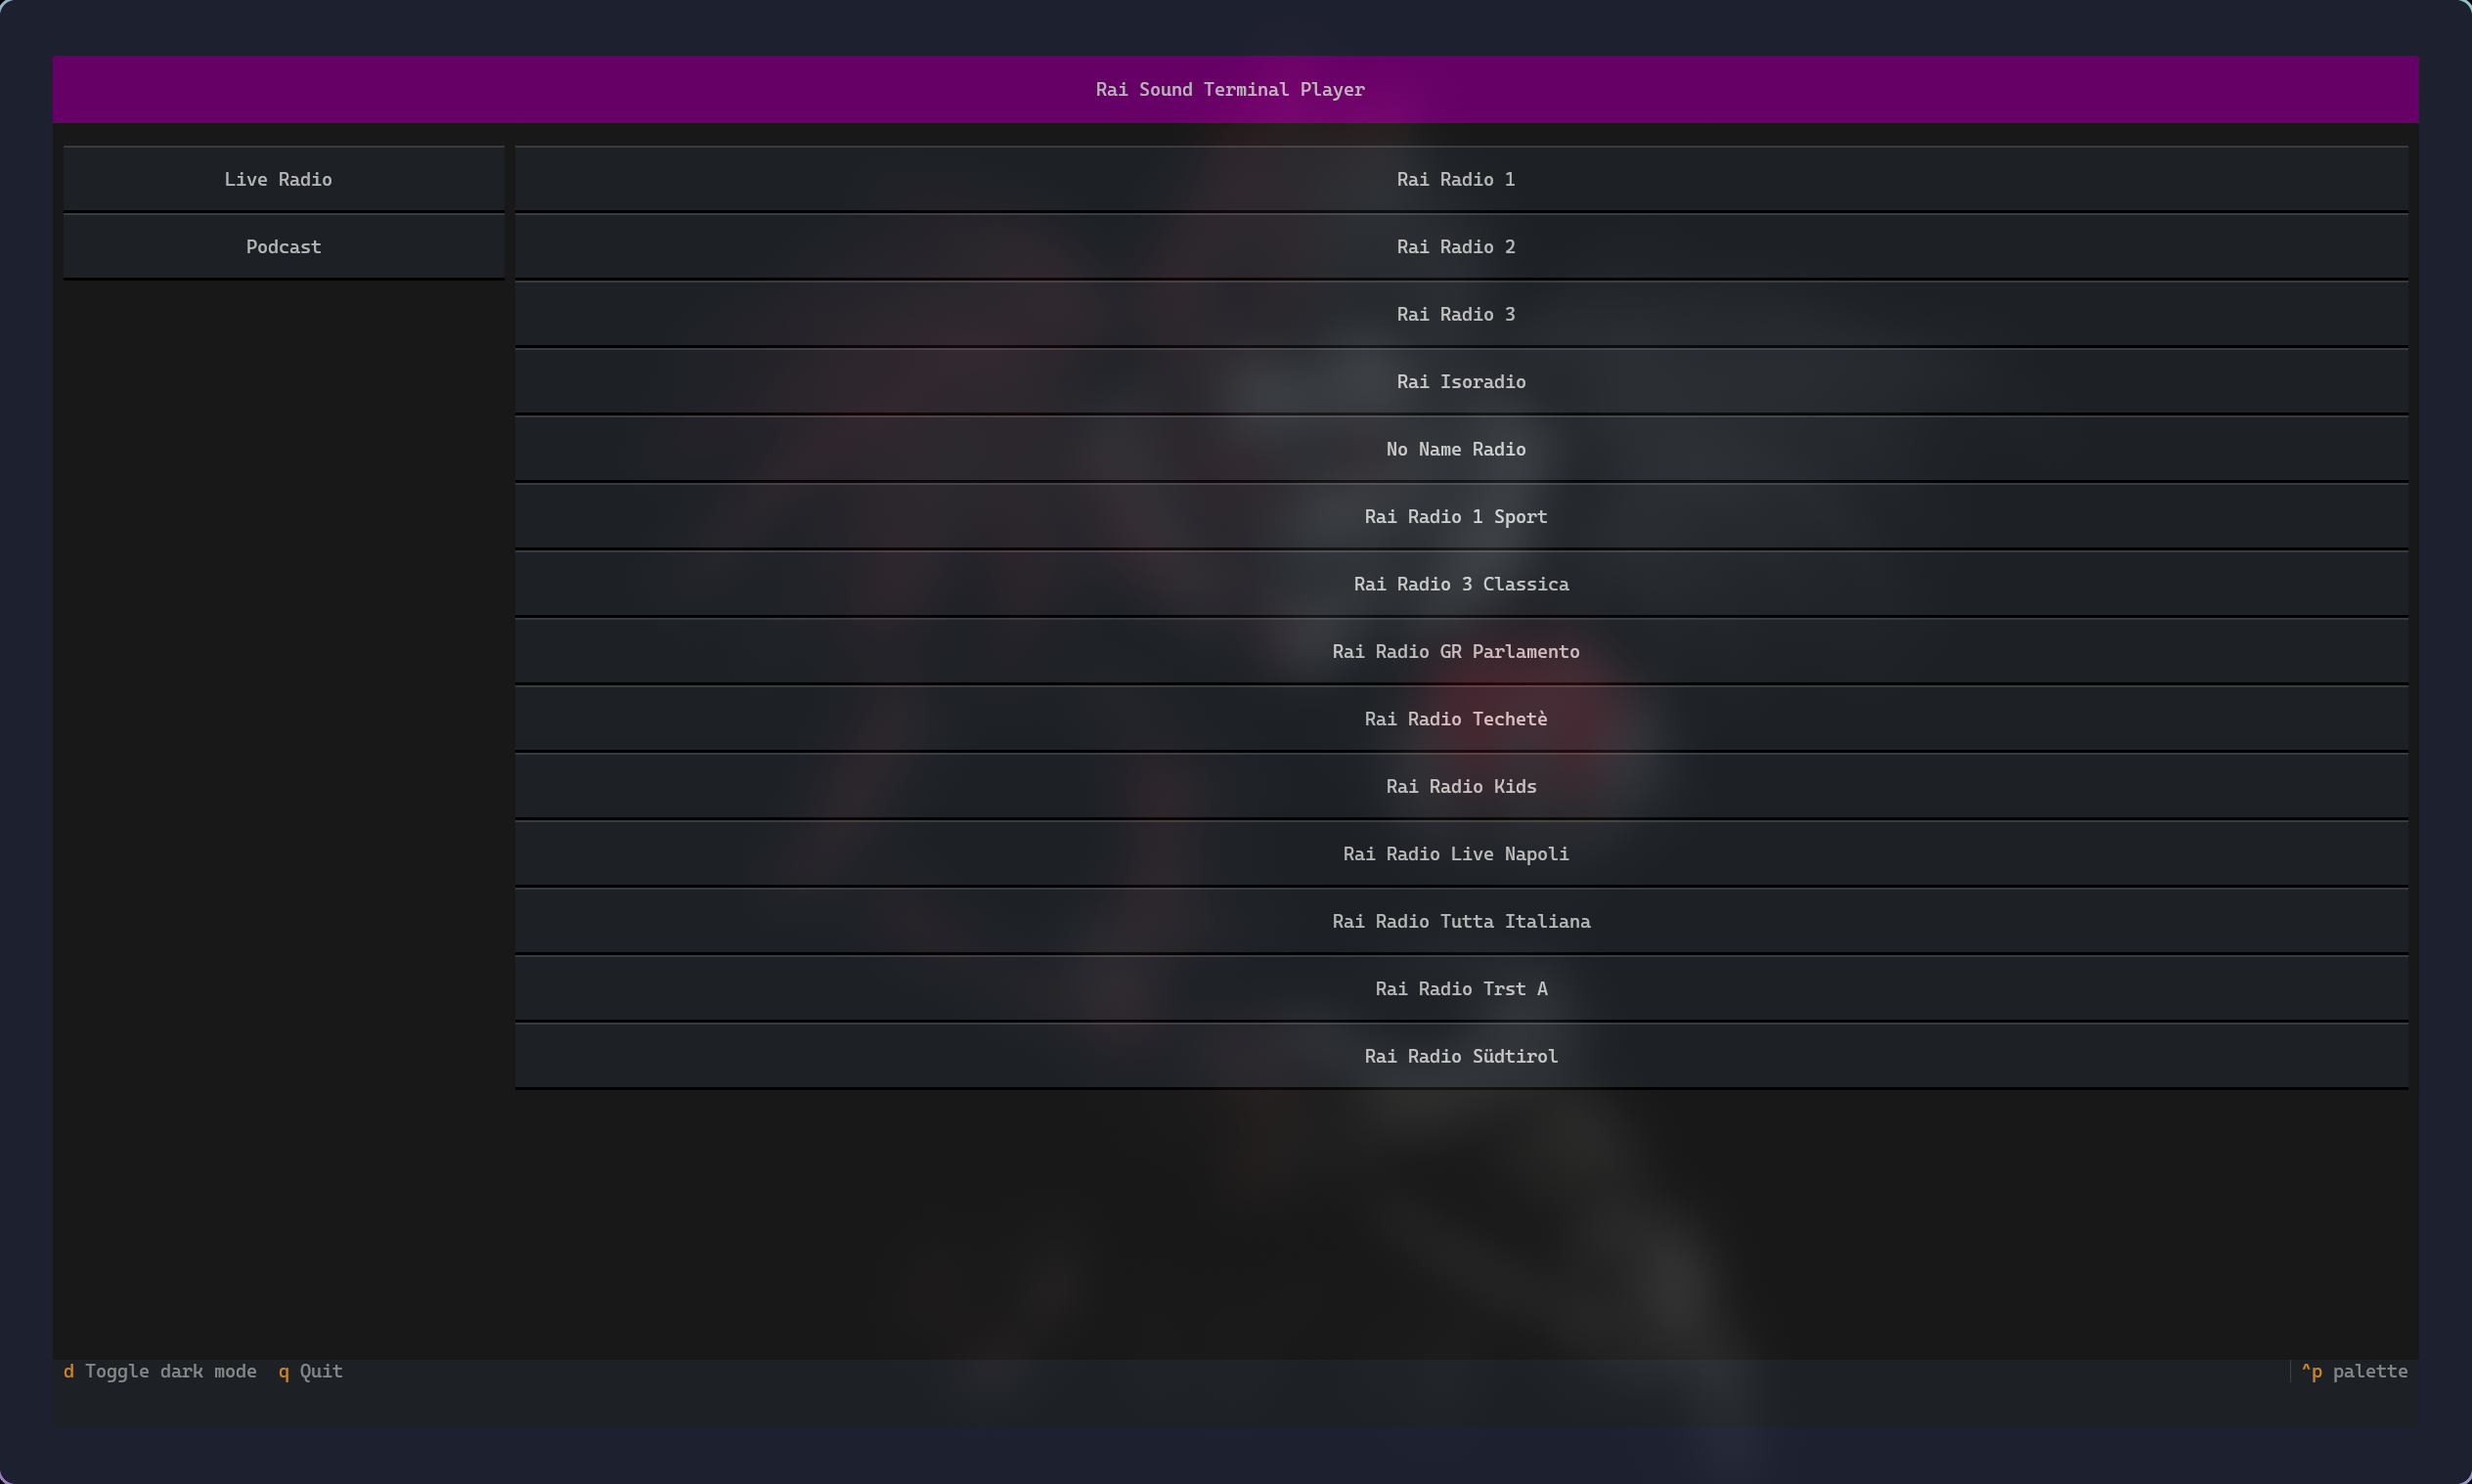 Rai Sound Terminal Player
Live Radio
Podcast
Rai Radio 1
Rai Radio 2
Rai Radio 3
Rai Isoradio
No Name Radio
Rai Radio 1 Sport
Rai Radio 3 Classica
Rai Radio GR Parlamento
Rai Radio Techetè
Rai Radio Kids
Rai Radio Live Napoli
Rai Radio Tutta Italiana
Rai Radio Trst A
Rai Radio Südtirol
d Toggle dark mode q Quit ^p palette